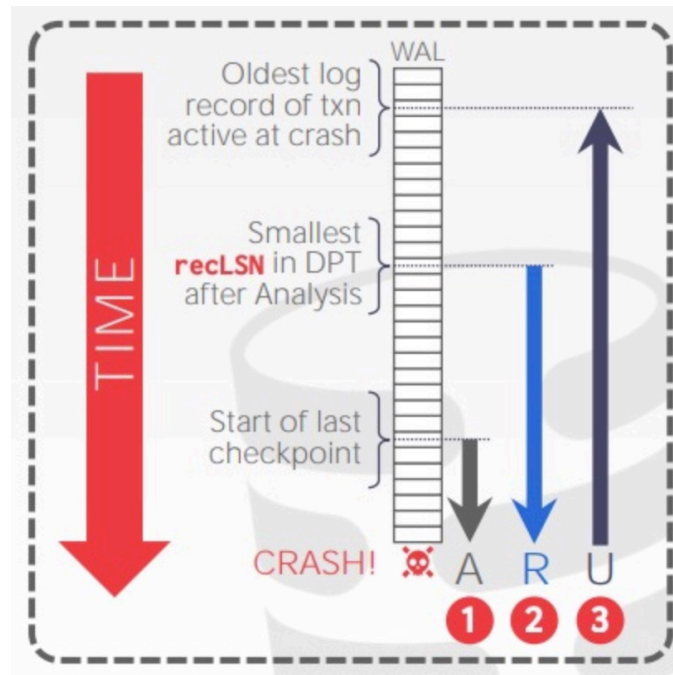 WAL
Oldest log
record of txn
active at crash
Smallest
recLSN in DPT
after Analysis
Start of last
checkpoint
TIME
CRASH!
A R U
1 2 3